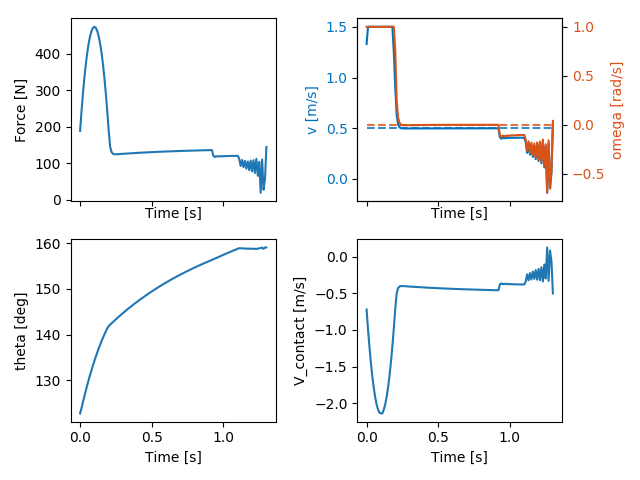 Force [N]
400
300
200
100
0
Time [s]
v [m/s]
1.5
1.0
0.5
0.0
Time [s]
1.0
0.5
0.0
−0.5
omega [rad/s]
theta [deg]
160
150
140
130
0.0 0.5 1.0
Time [s]
V_contact [m/s]
0.0
−0.5
−1.0
−1.5
−2.0
0.0 0.5 1.0
Time [s]